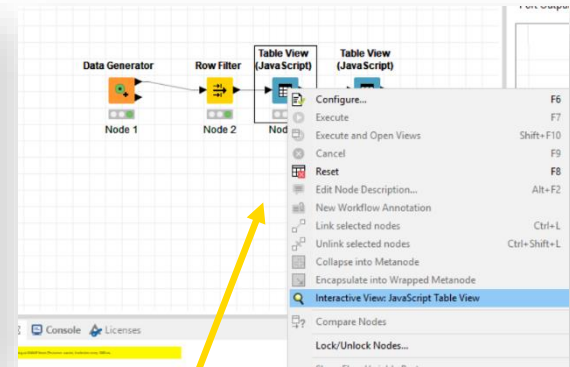 Port Outpu
Data Generator
Row Filter
Table View
(JavaScript)
Table View
(JavaScript)
Node 1
Node 2
Nod
Configure... F6
Execute F7
Execute and Open Views Shift+F10
Cancel F9
Reset F8
Edit Node Description... Alt+F2
New Workflow Annotation
Link selected nodes Ctrl+L
Unlink selected nodes Ctrl+Shift+L
Collapse into Metanode
Encapsulate into Wrapped Metanode
Interactive View: JavaScript Table View
Compare Nodes
Lock/Unlock Nodes...
Console
Licenses